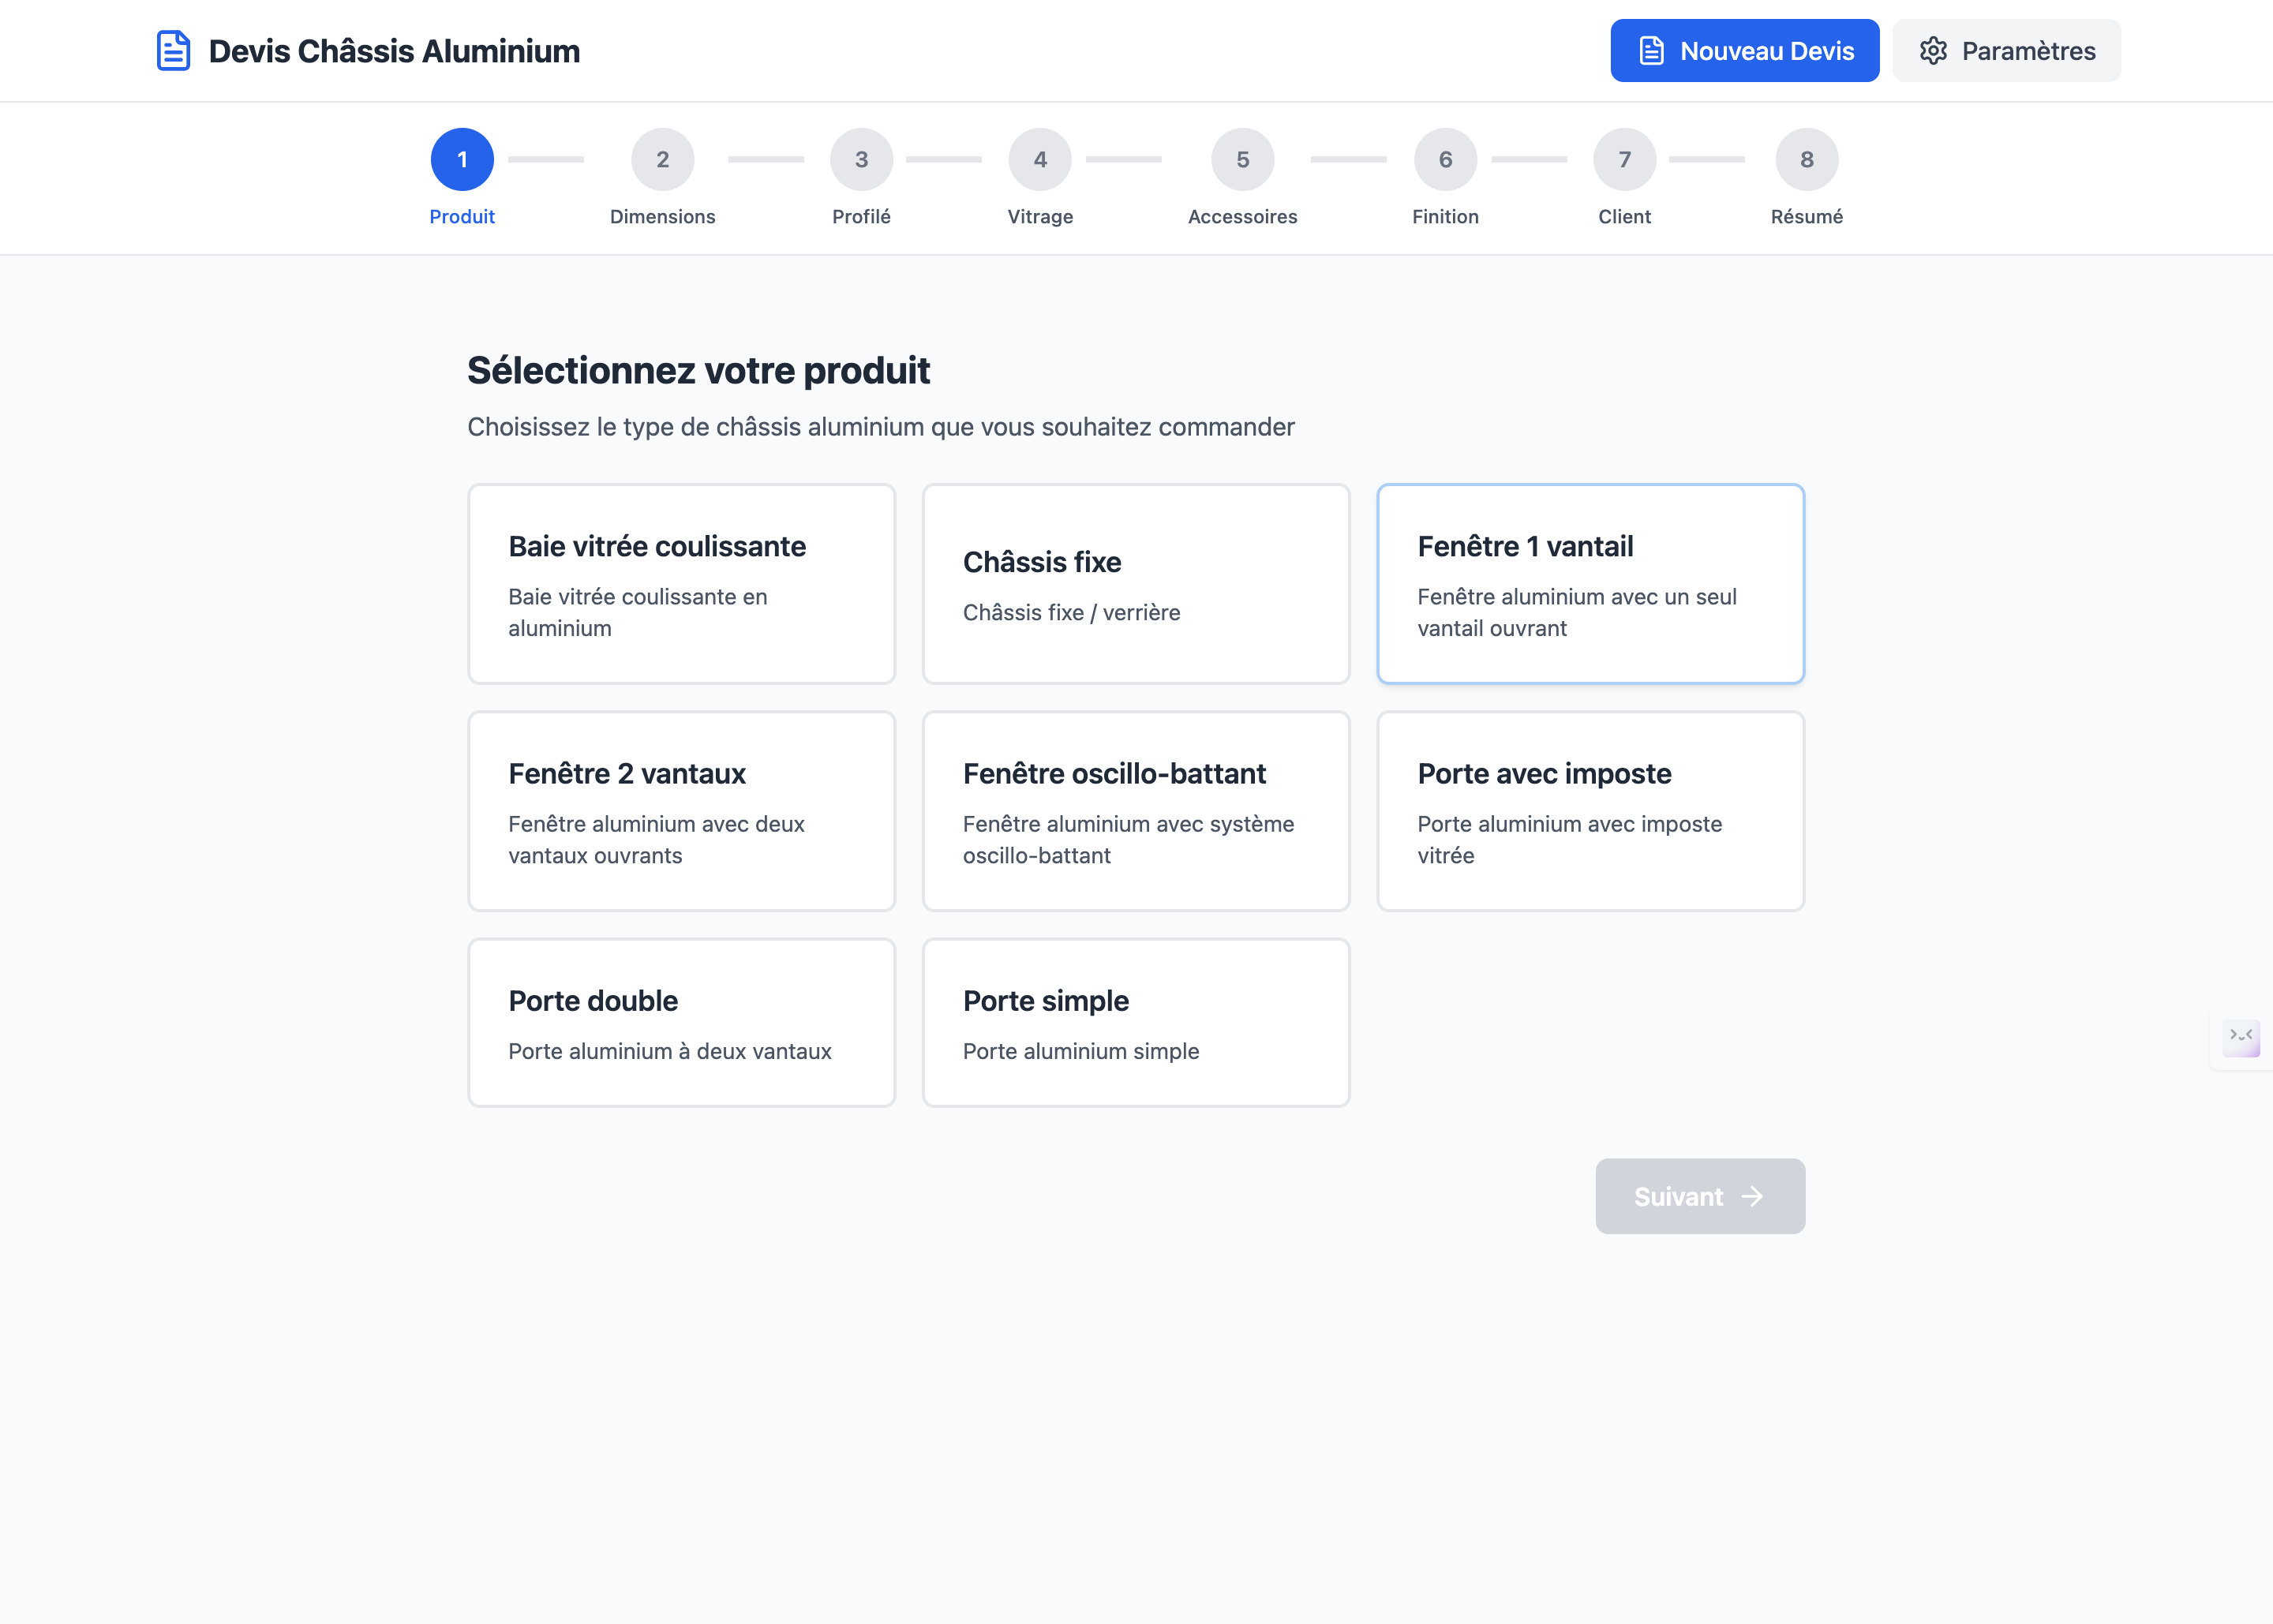 Devis Châssis Aluminium
Nouveau Devis
Paramètres
1
2
3
4
5
6
7
8
Produit
Dimensions
Profilé
Vitrage
Accessoires
Finition
Client
Résumé
Sélectionnez votre produit
Choisissez le type de châssis aluminium que vous souhaitez commander
Baie vitrée coulissante
Baie vitrée coulissante en
aluminium
Châssis fixe
Châssis fixe / verrière
Fenêtre 1 vantail
Fenêtre aluminium avec un seul
vantail ouvrant
Fenêtre 2 vantaux
Fenêtre aluminium avec deux
vantaux ouvrants
Fenêtre oscillo-battant
Fenêtre aluminium avec système
oscillo-battant
Porte avec imposte
Porte aluminium avec imposte
vitrée
Porte double
Porte aluminium à deux vantaux
Porte simple
Porte aluminium simple
Suivant